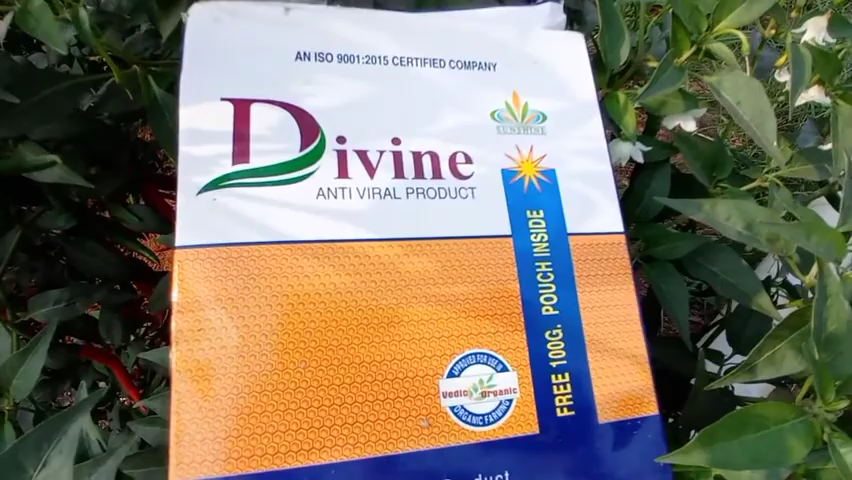 AN ISO 9001:2015 CERTIFIED COMPANY
Divine
ANTI VIRAL PRODUCT
SUNSHINE
FREE 100G. POUCH INSIDE
APPROVED FOR USE IN
Vedic Organic
ORGANIC FARMING